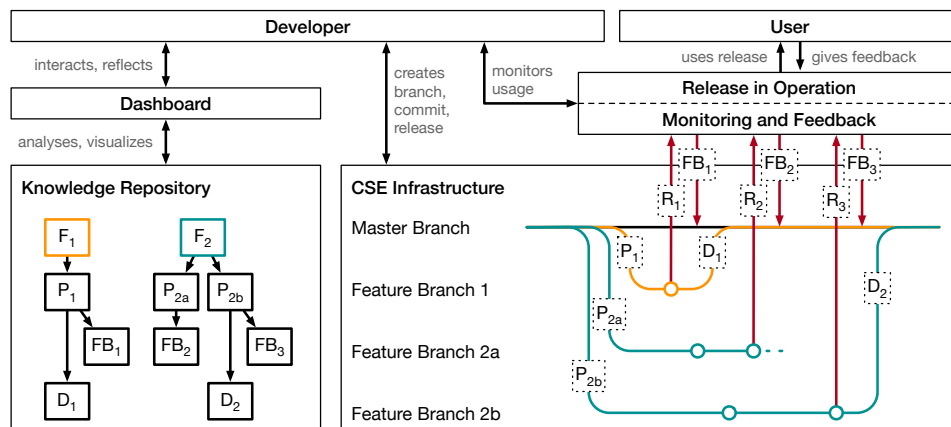 Developer
User
interacts, reflects
creates
branch,
commit,
release
monitors
usage
uses release
gives feedback
Dashboard
Release in Operation
Monitoring and Feedback
analyses, visualizes
Knowledge Repository
CSE Infrastructure
FB1
FB2
FB3
R1
R2
R3
Master Branch
F1
F2
P1
D1
Feature Branch 1
P1
P2a
P2b
D2
P2a
FB1
FB2
FB3
Feature Branch 2a
P2b
D1
D2
Feature Branch 2b